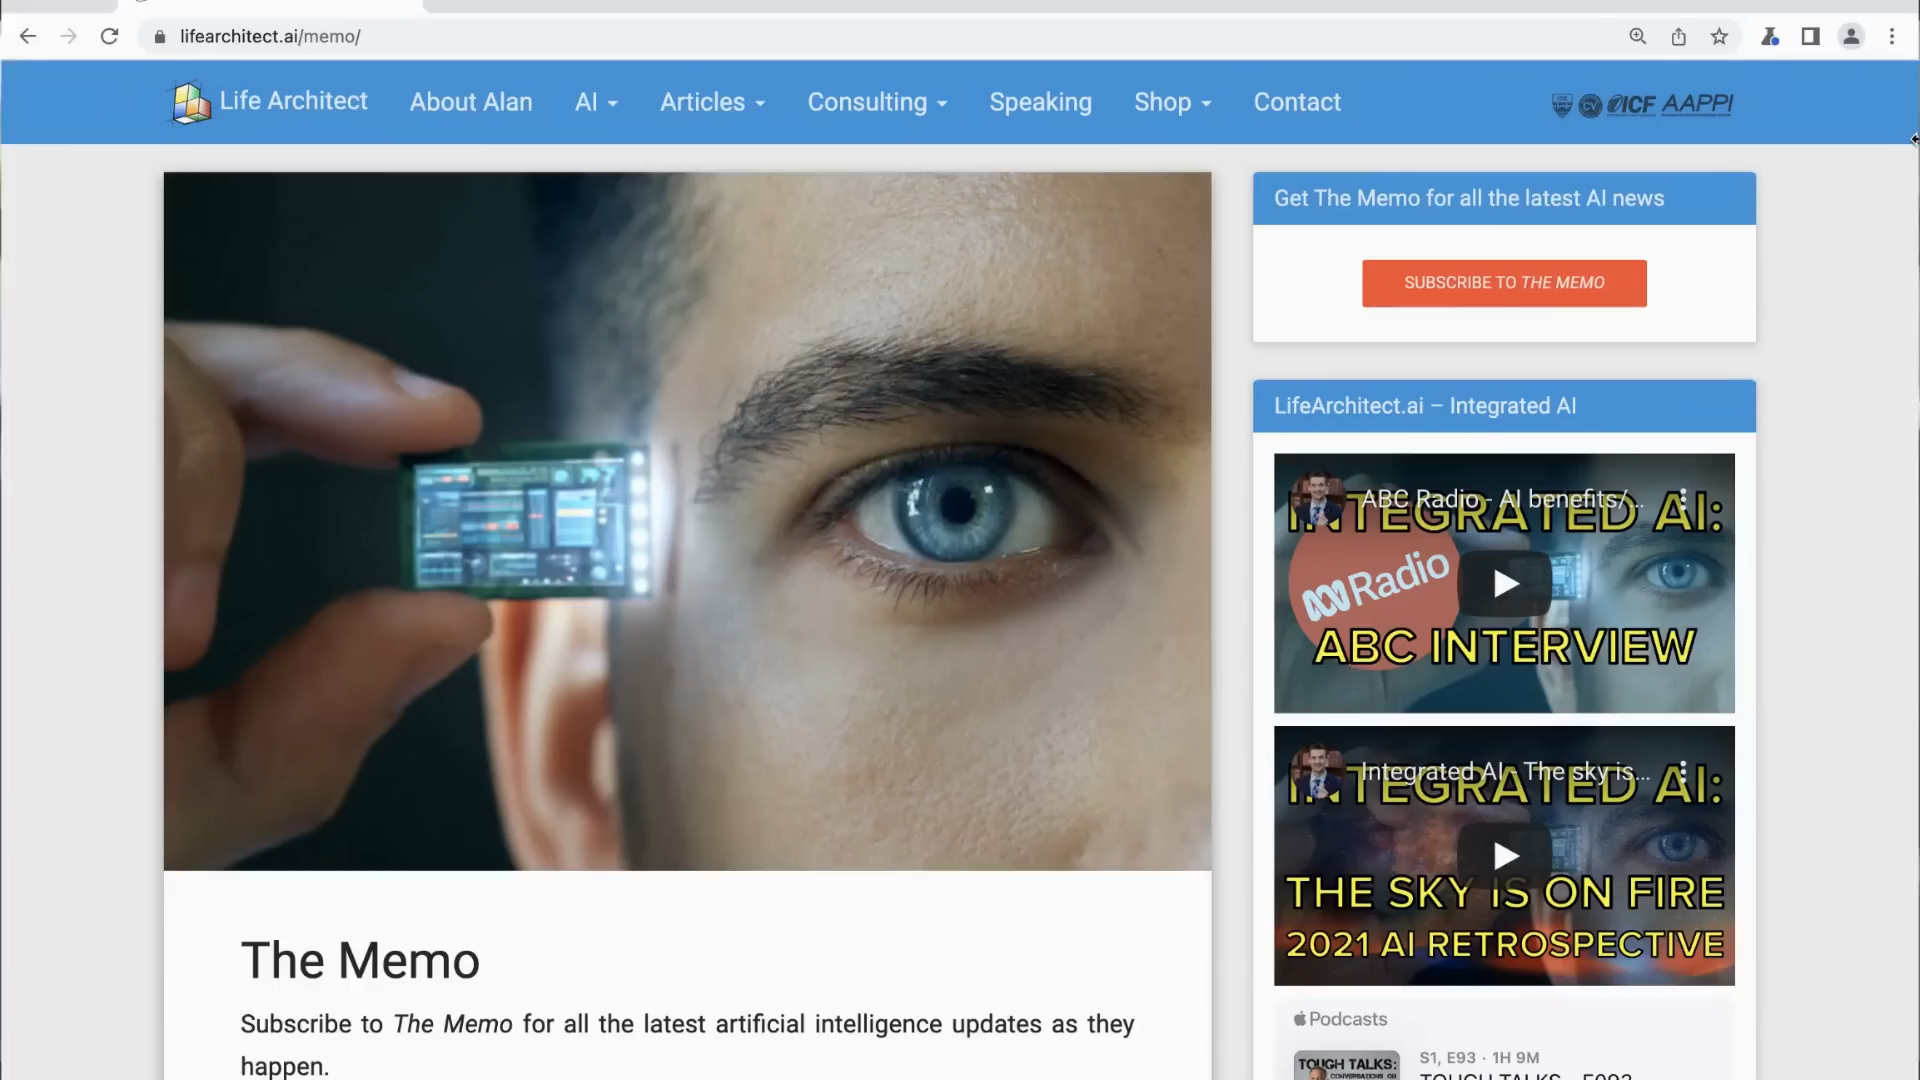 lifearchitect.ai/memo/
Life Architect
About Alan
AI
Articles
Consulting
Speaking
Shop
Contact
CV
ICF
AAPPI
Get The Memo for all the latest AI news
SUBSCRIBE TO THE MEMO
LifeArchitect.ai – Integrated AI
ABC Radio - AI benefits/...
INTEGRATED AI:
Radio
ABC INTERVIEW
Integrated AI - The sky is...
INTEGRATED AI:
THE SKY IS ON FIRE
2021 AI RETROSPECTIVE
The Memo
Subscribe to The Memo for all the latest artificial intelligence updates as they
happen.
Podcasts
TOUGH TALKS:
S1, E93 · 1H 9M
TOUGH TALKS – E093